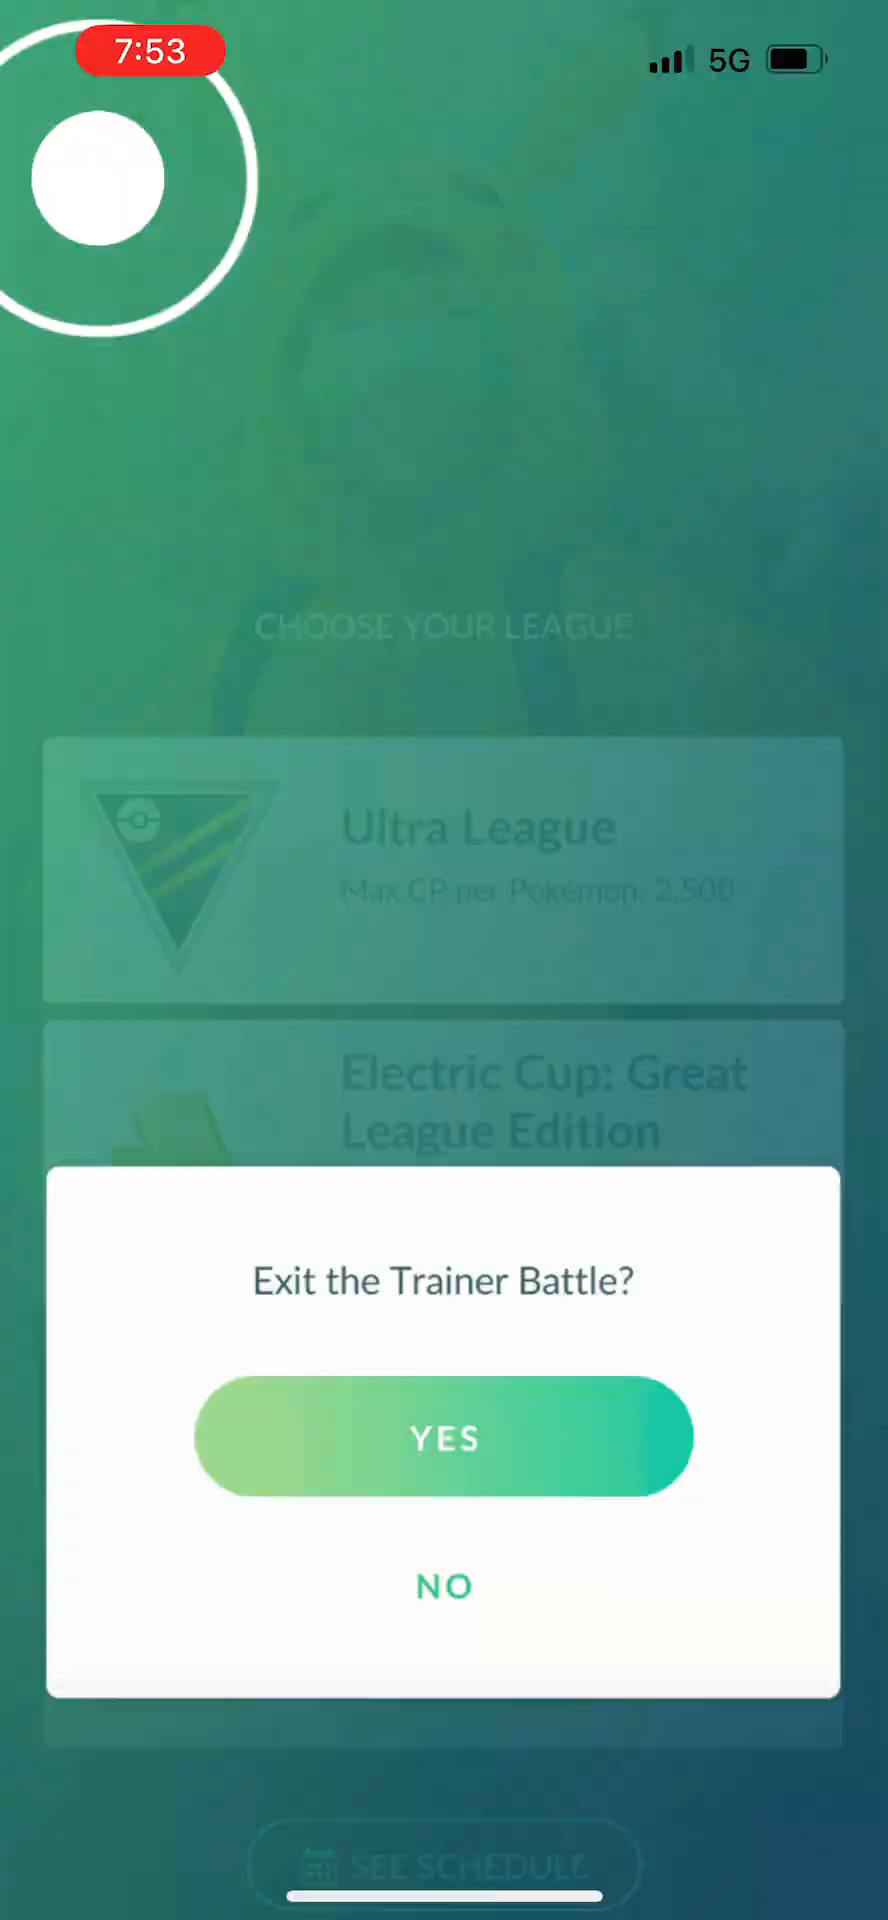 7:53
5G
CHOOSE YOUR LEAGUE
Ultra League
Max CP per Pokémon: 2,500
Electric Cup: Great
League Edition
Exit the Trainer Battle?
YES
NO
SEE SCHEDULE